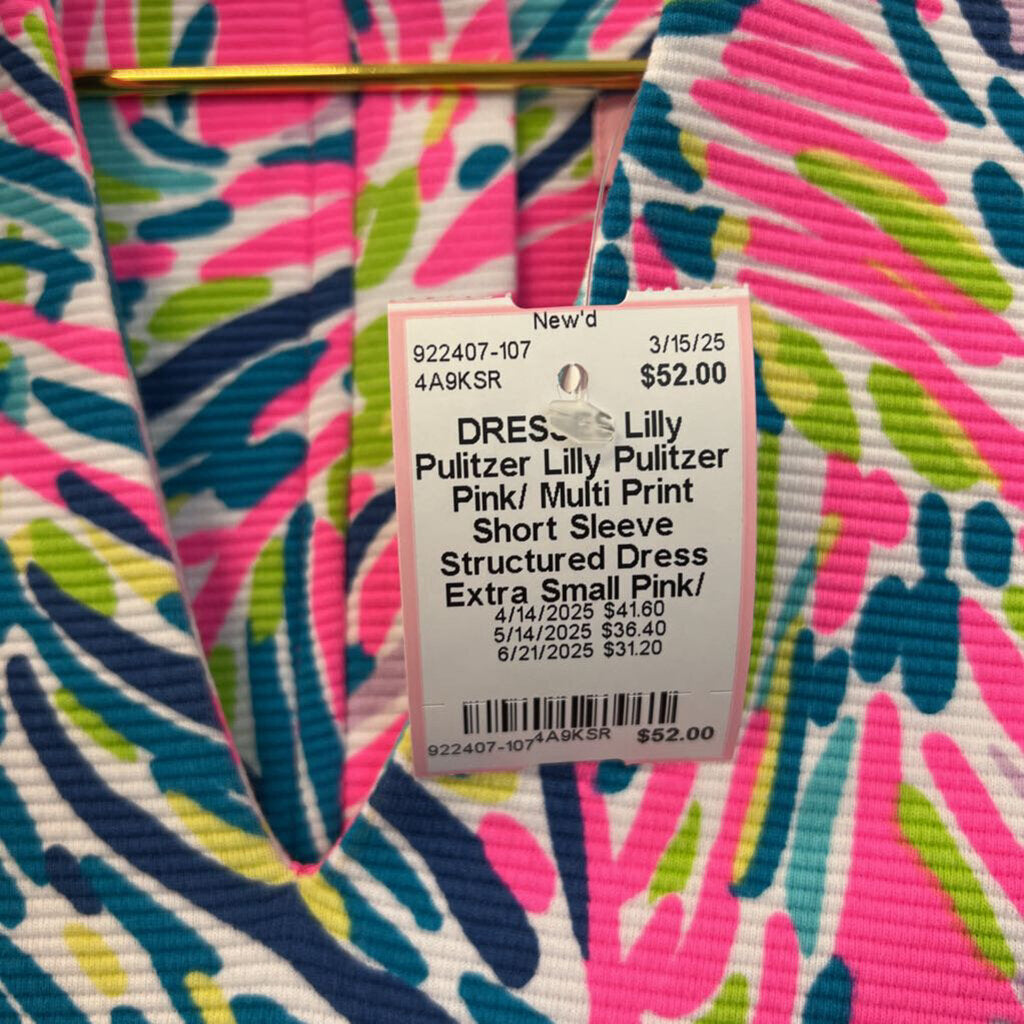 New'd
922407-107 3/15/25
4A9KSR $52.00
Lilly
Pulitzer Lilly Pulitzer
Pink/ Multi Print
Short Sleeve
Structured Dress
Extra Small Pink/
4/14/2025 $41.60
5/14/2025 $36.40
6/21/2025 $31.20
922407-107 4A9KSR $52.00